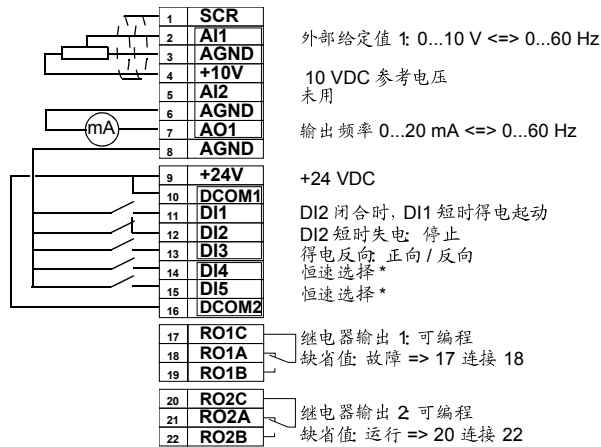 1 SCR
2 AI1 外部给定值 1: 0...10 V <=> 0...60 Hz
3 AGND
4 +10V 10 VDC 参考电压
5 AI2 未用
6 AGND
mA 7 AO1 输出频率 0...20 mA <=> 0...60 Hz
8 AGND
9 +24V +24 VDC
10 DCOM1
11 DI1 DI2 闭合时, DI1 短时得电起动
12 DI2 DI2 短时失电: 停止
13 DI3 得电反向: 正向 / 反向
14 DI4 恒速选择 *
15 DI5 恒速选择 *
16 DCOM2
17 RO1C 继电器输出 1: 可编程
18 RO1A 缺省值: 故障 => 17 连接 18
19 RO1B
20 RO2C 继电器输出 2: 可编程
21 RO2A
22 RO2B 缺省值: 运行 => 20 连接 22